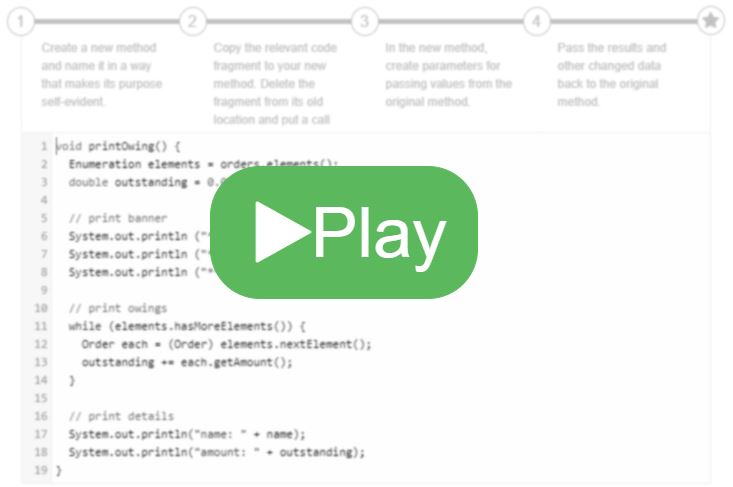 1
2
3
4
Create a new method
and name it in a way
that makes its purpose
self-evident.
Copy the relevant code
fragment to your new
method. Delete the
fragment from its old
location and put a call
In the new method,
create parameters for
passing values from the
original method.
Pass the results and
other changed data
back to the original
method.
1 void printOwing() {
2 Enumeration elements = orders.elements();
3 double outstanding = 0.
4
5 // print banner
6 System.out.println ("*
7 System.out.println ("*
8 System.out.println ("*
9
10 // print owings
11 while (elements.hasMoreElements()) {
12 Order each = (Order) elements.nextElement();
13 outstanding += each.getAmount();
14 }
15
16 // print details
17 System.out.println("name: " + name);
18 System.out.println("amount: " + outstanding);
19 }
Play